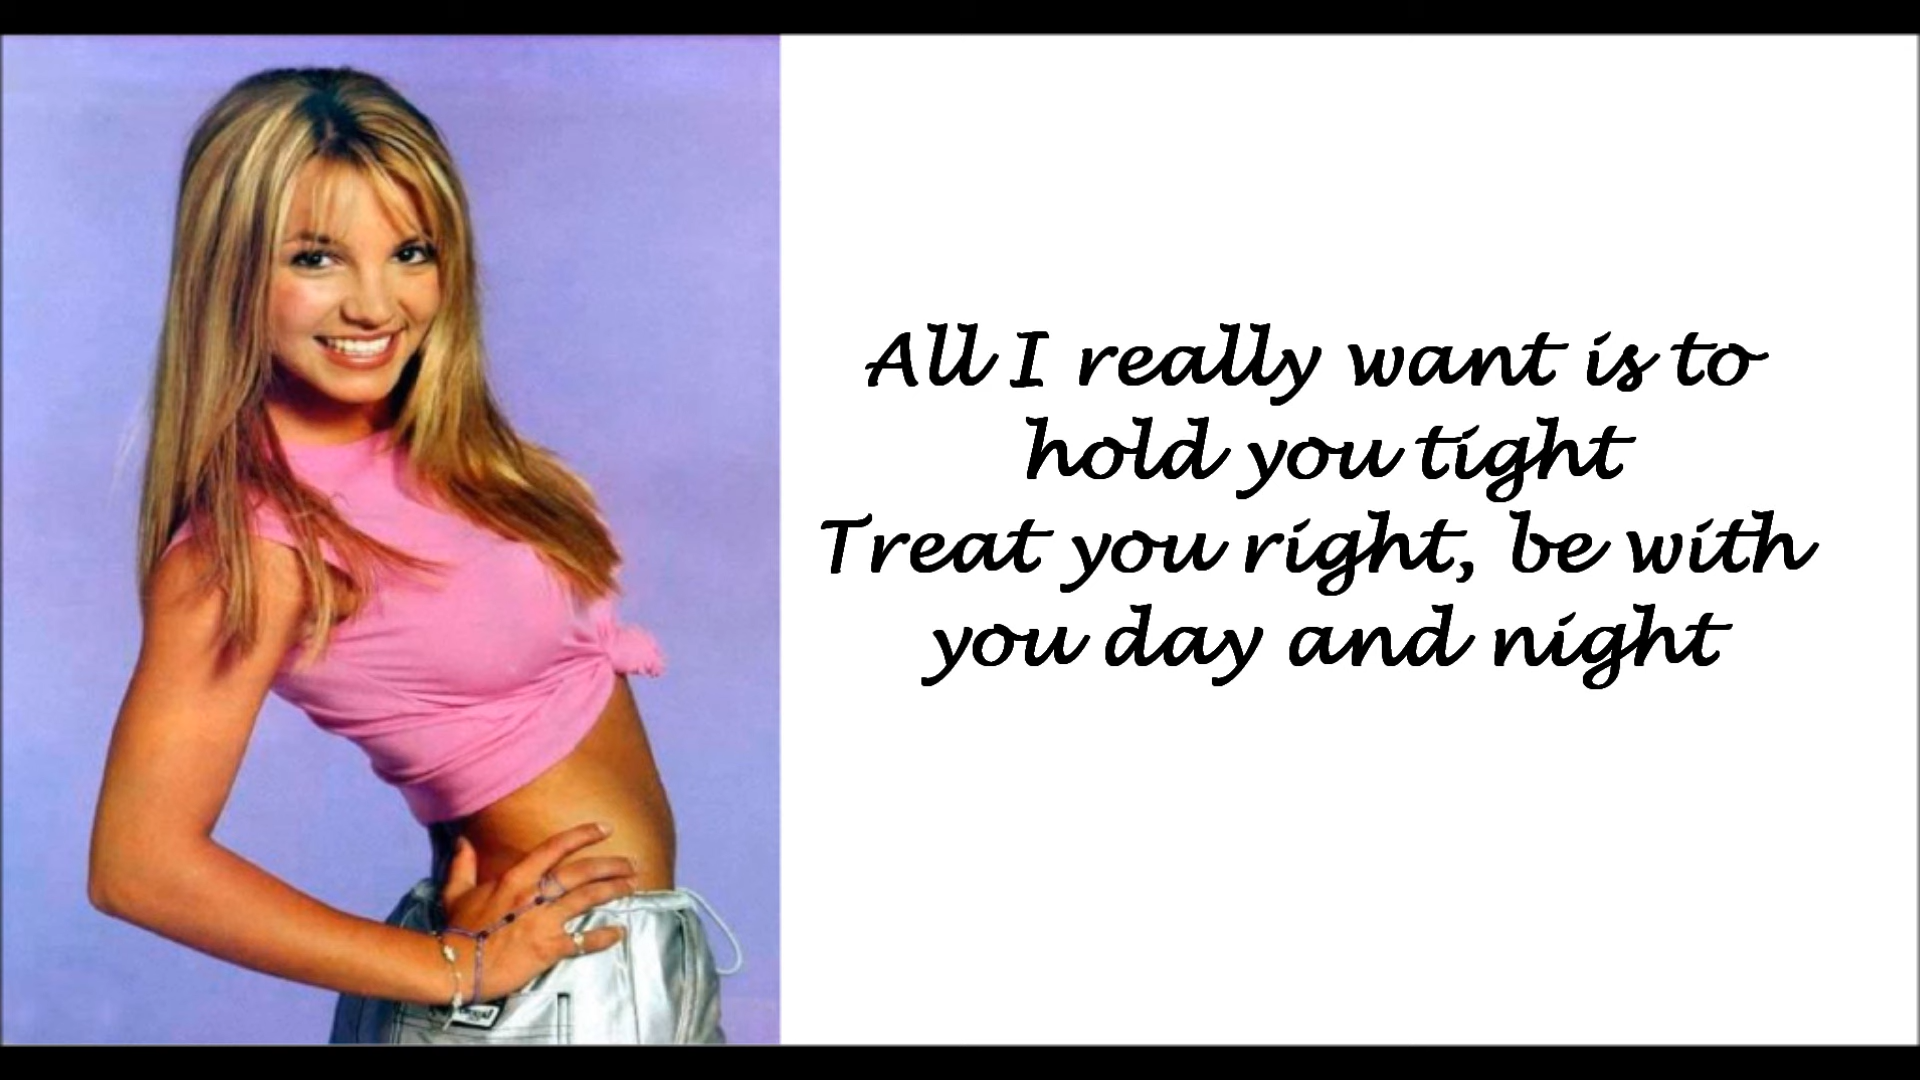 All I really want is to
hold you tight
Treat you right, be with
you day and night